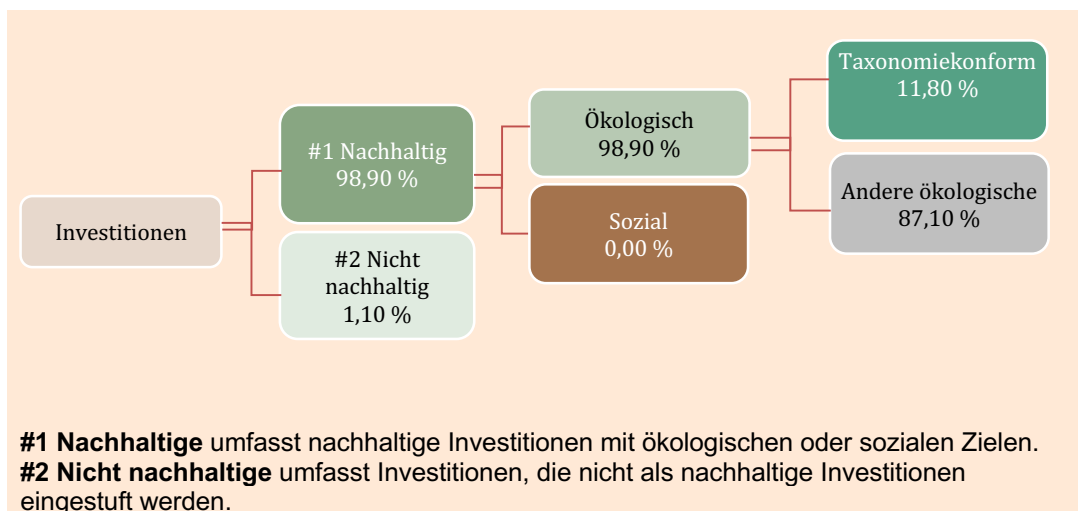 Taxonomiekonform
11,80 %
Ökologisch
98,90 %
#1 Nachhaltig
98,90 %
Andere ökologische
87,10 %
Investitionen
Sozial
0,00 %
#2 Nicht
nachhaltig
1,10 %
#1 Nachhaltige umfasst nachhaltige Investitionen mit ökologischen oder sozialen Zielen.
#2 Nicht nachhaltige umfasst Investitionen, die nicht als nachhaltige Investitionen
eingestuft werden.